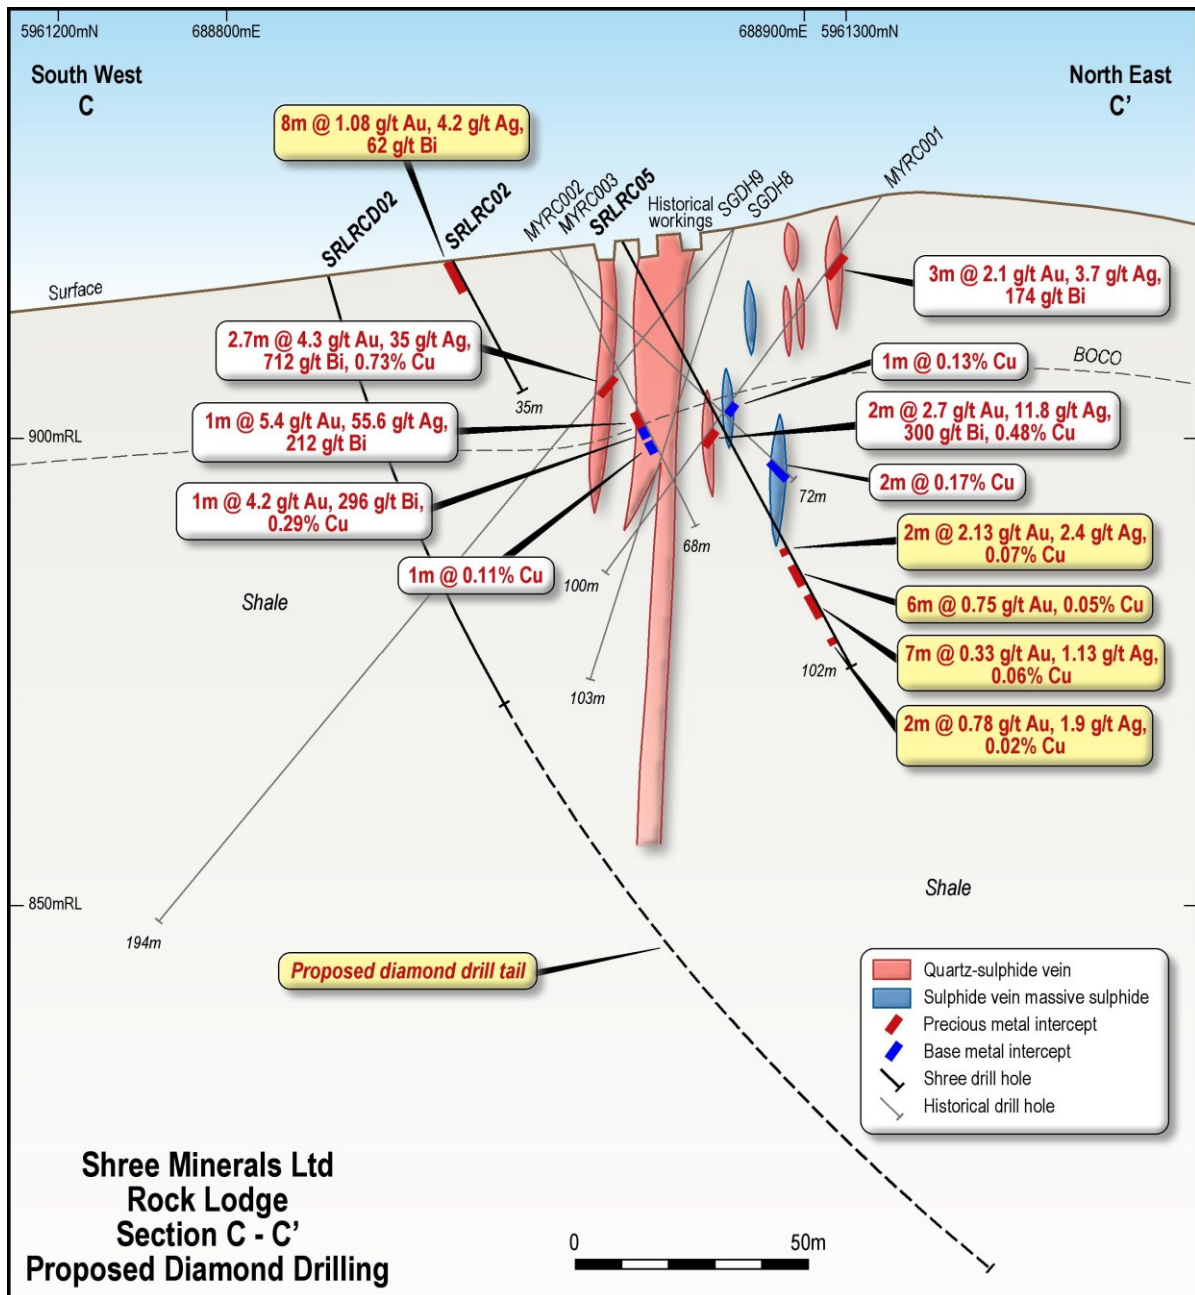 5961200mN
688800mE
688900mE
5961300mN
South West
C
North East
C'
8m @ 1.08 g/t Au, 4.2 g/t Ag,
62 g/t Bi
SRLRCD02
SRLRC02
MYRC002
MYRC003
SRLRC05
Historical
workings
SGDH9
SGDH8
MYRC001
Surface
3m @ 2.1 g/t Au, 3.7 g/t Ag,
174 g/t Bi
2.7m @ 4.3 g/t Au, 35 g/t Ag,
712 g/t Bi, 0.73% Cu
1m @ 0.13% Cu
BOCO
35m
1m @ 5.4 g/t Au, 55.6 g/t Ag,
212 g/t Bi
2m @ 2.7 g/t Au, 11.8 g/t Ag,
300 g/t Bi, 0.48% Cu
900mRL
1m @ 4.2 g/t Au, 296 g/t Bi,
0.29% Cu
2m @ 0.17% Cu
72m
68m
2m @ 2.13 g/t Au, 2.4 g/t Ag,
0.07% Cu
1m @ 0.11% Cu
100m
Shale
6m @ 0.75 g/t Au, 0.05% Cu
7m @ 0.33 g/t Au, 1.13 g/t Ag,
0.06% Cu
102m
103m
2m @ 0.78 g/t Au, 1.9 g/t Ag,
0.02% Cu
Shale
850mRL
194m
Proposed diamond drill tail
Quartz-sulphide vein
Sulphide vein massive sulphide
Precious metal intercept
Base metal intercept
Shree drill hole
Historical drill hole
Shree Minerals Ltd
Rock Lodge
Section C - C'
Proposed Diamond Drilling
0
50m